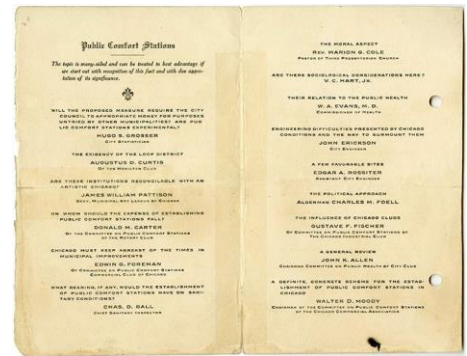 Public Comfort Stations
The topic is many-sided and can be treated to best advantage if
we start out with recognition of this fact and with due appre-
ciation of its significance.
WILL THE PROPOSED MEASURE REQUIRE THE CITY
COUNCIL TO APPROPRIATE MONEY FOR PURPOSES
UNTRIED BY OTHER MUNICIPALITIES? ARE PUB-
LIC COMFORT STATIONS EXPERIMENTAL?
HUGO S. GROSSER
CITY STATISTICIAN
THE EXIGENCY OF THE LOOP DISTRICT
AUGUSTUS D. CURTIS
OF THE HAMILTON CLUB
ARE THESE INSTITUTIONS RECONCILABLE WITH AN
ARTISTIC CHICAGO?
JAMES WILLIAM PATTISON
SECY. MUNICIPAL ART LEAGUE OF CHICAGO
ON WHOM SHOULD THE EXPENSE OF ESTABLISHING
PUBLIC COMFORT STATIONS FALL?
DONALD M. CARTER
OF THE COMMITTEE ON PUBLIC COMFORT STATIONS
OF THE ROTARY CLUB
CHICAGO MUST KEEP ABREAST OF THE TIMES IN
MUNICIPAL IMPROVEMENTS
EDWIN G. FOREMAN
OF COMMITTEE ON PUBLIC COMFORT STATIONS
COMMERCIAL CLUB OF CHICAGO
WHAT BEARING, IF ANY, WOULD THE ESTABLISHMENT
OF PUBLIC COMFORT STATIONS HAVE ON SANI-
TARY CONDITIONS?
CHAS. D. BALL
CHIEF SANITARY INSPECTOR
THE MORAL ASPECT
REV. MARION G. COLE
PASTOR OF THIRD PRESBYTERIAN CHURCH
ARE THERE SOCIOLOGICAL CONSIDERATIONS HERE?
V. C. HART, JR.
THEIR RELATION TO THE PUBLIC HEALTH
W. A. EVANS, M. D.
COMMISSIONER OF HEALTH
ENGINEERING DIFFICULTIES PRESENTED BY CHICAGO
CONDITIONS AND THE WAY TO SURMOUNT THEM
JOHN ERICKSON
CITY ENGINEER
A FEW FAVORABLE SITES
EDGAR A. ROSSITER
RESIDENT CITY ENGINEER
THE POLITICAL APPROACH
ALDERMAN CHARLES M. FOELL
THE INFLUENCE OF CHICAGO CLUBS
GUSTAVE F. FISCHER
OF COMMITTEE ON PUBLIC COMFORT STATIONS OF
THE CHICAGO INDUSTRIAL CLUB
A GENERAL REVIEW
JOHN K. ALLEN
CHICAGO COMMITTEE ON PUBLIC HEALTH OF CITY CLUB
A DEFINITE, CONCRETE SCHEME FOR THE ESTAB-
LISHMENT OF PUBLIC COMFORT STATIONS IN
CHICAGO
WALTER D. MOODY
CHAIRMAN OF THE COMMITTEE ON PUBLIC COMFORT STATIONS
OF THE CHICAGO COMMERCIAL ASSOCIATION